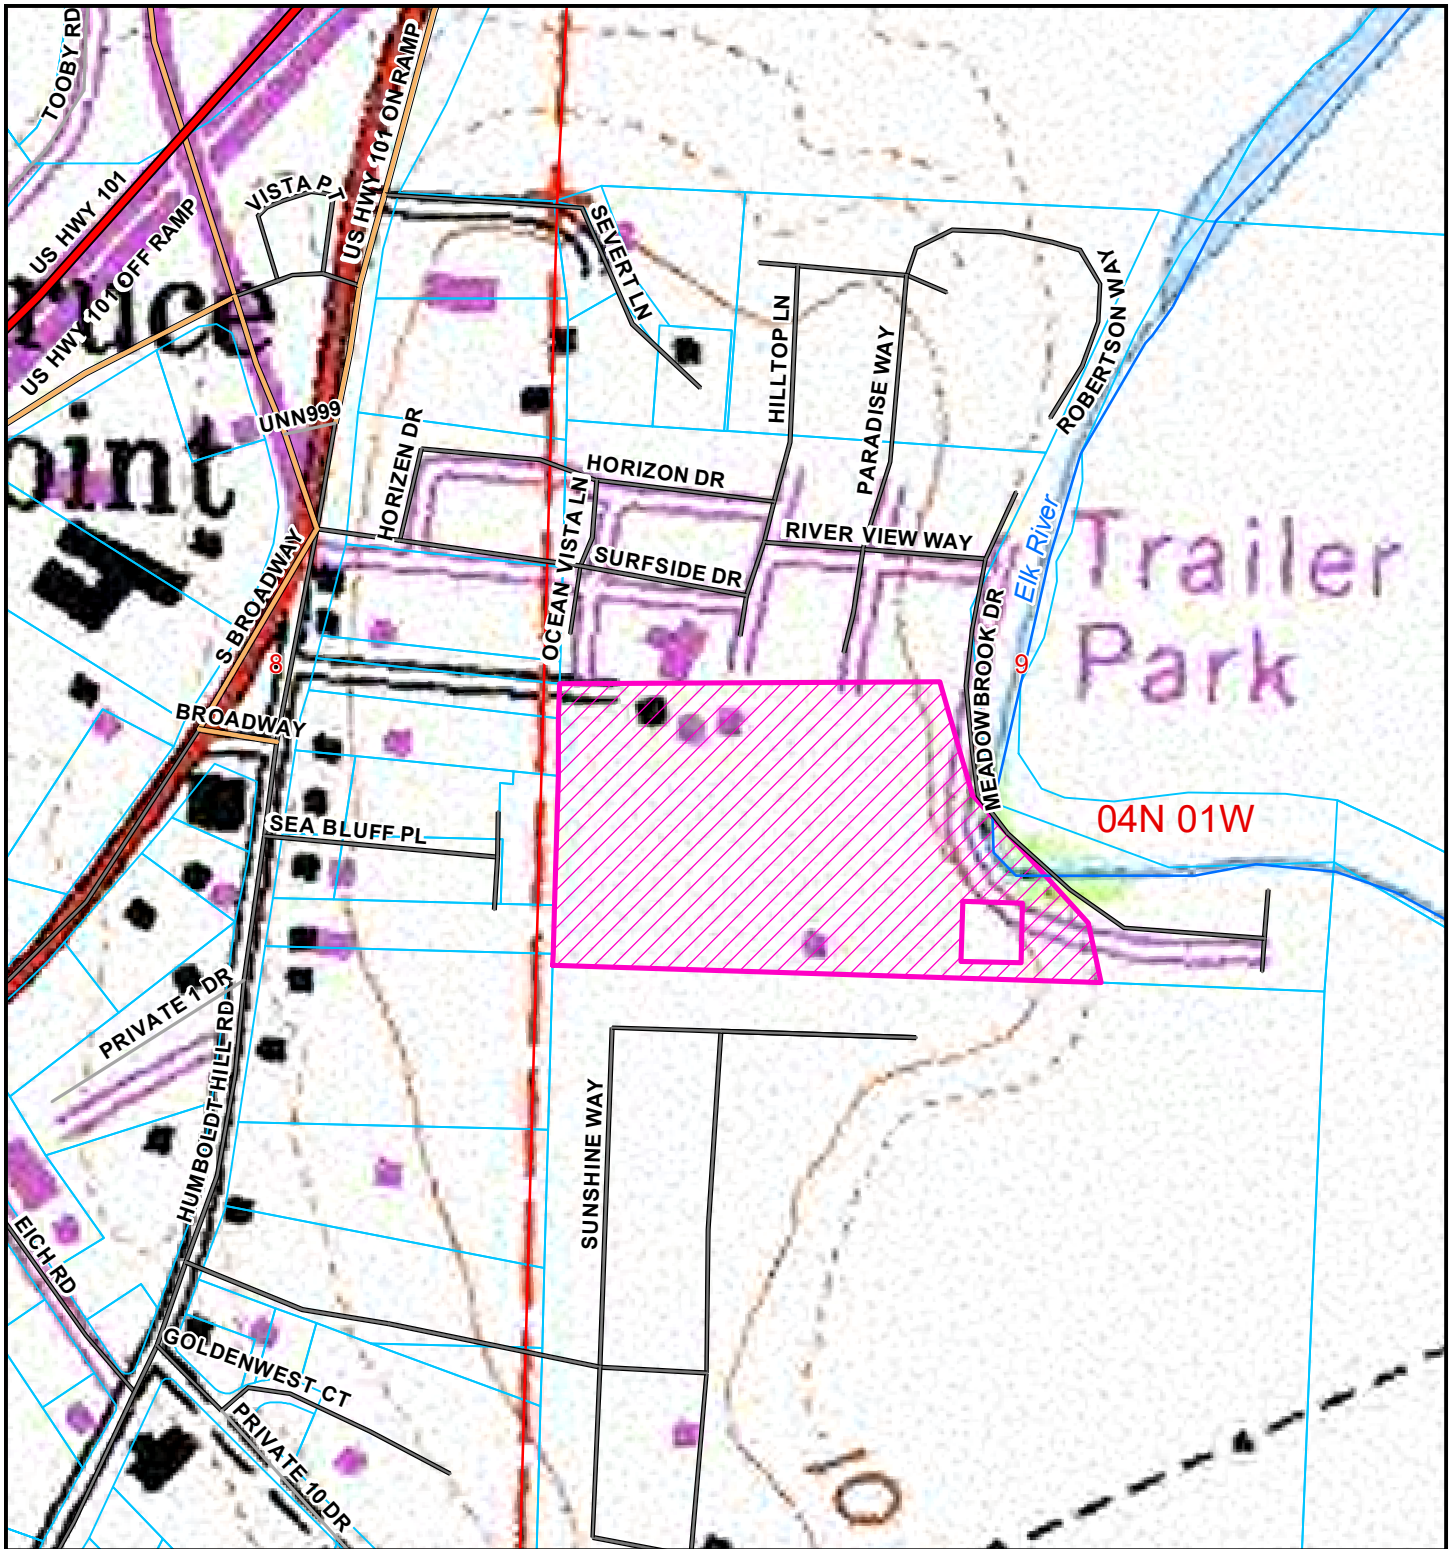 TOOBY RD
US HWY 101 ON RAMP
US HWY 101
VISTA PT
US HWY 101 OFF RAMP
SEVERT LN
ROBERTSON WAY
HILLTOP LN
PARADISE WAY
ruce
UNN999
HORIZEN DR
oint
HORIZON DR
OCEAN VISTA LN
RIVER VIEW WAY
Elk River
Trailer
Park
SURFSIDE DR
S BROADWAY
8
9
MEADOWBROOK DR
BROADWAY
SEA BLUFF PL
04N 01W
PRIVATE 1 DR
HUMBOLDT HILL RD
SUNSHINE WAY
EICH RD
GOLDENWEST CT
PRIVATE 10 DR
10